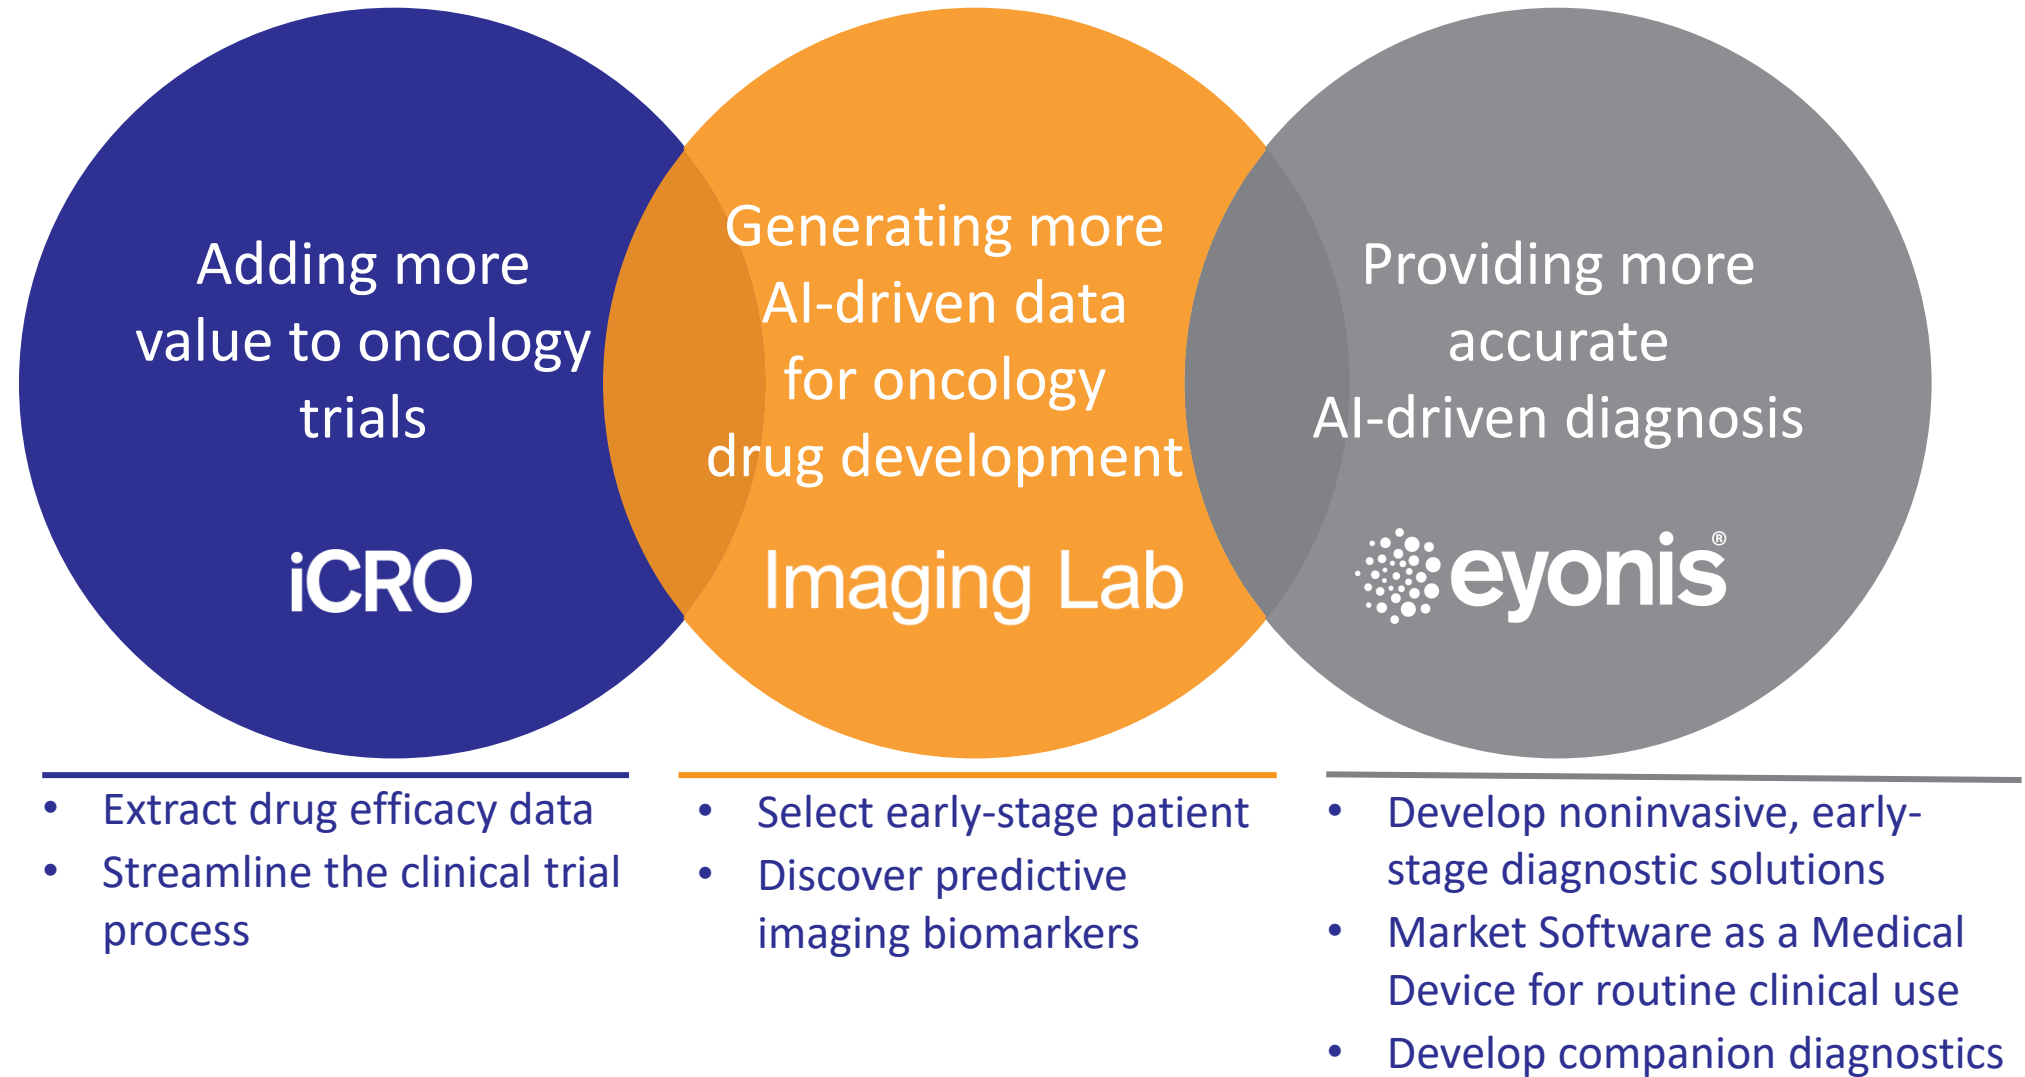 Adding more
value to oncology
trials
iCRO
Generating more
AI-driven data
for oncology
drug development
Imaging Lab
Providing more
accurate
AI-driven diagnosis
eyonis®
• Extract drug efficacy data
• Streamline the clinical trial
process
• Select early-stage patient
• Discover predictive
imaging biomarkers
• Develop noninvasive, early-
stage diagnostic solutions
• Market Software as a Medical
Device for routine clinical use
• Develop companion diagnostics